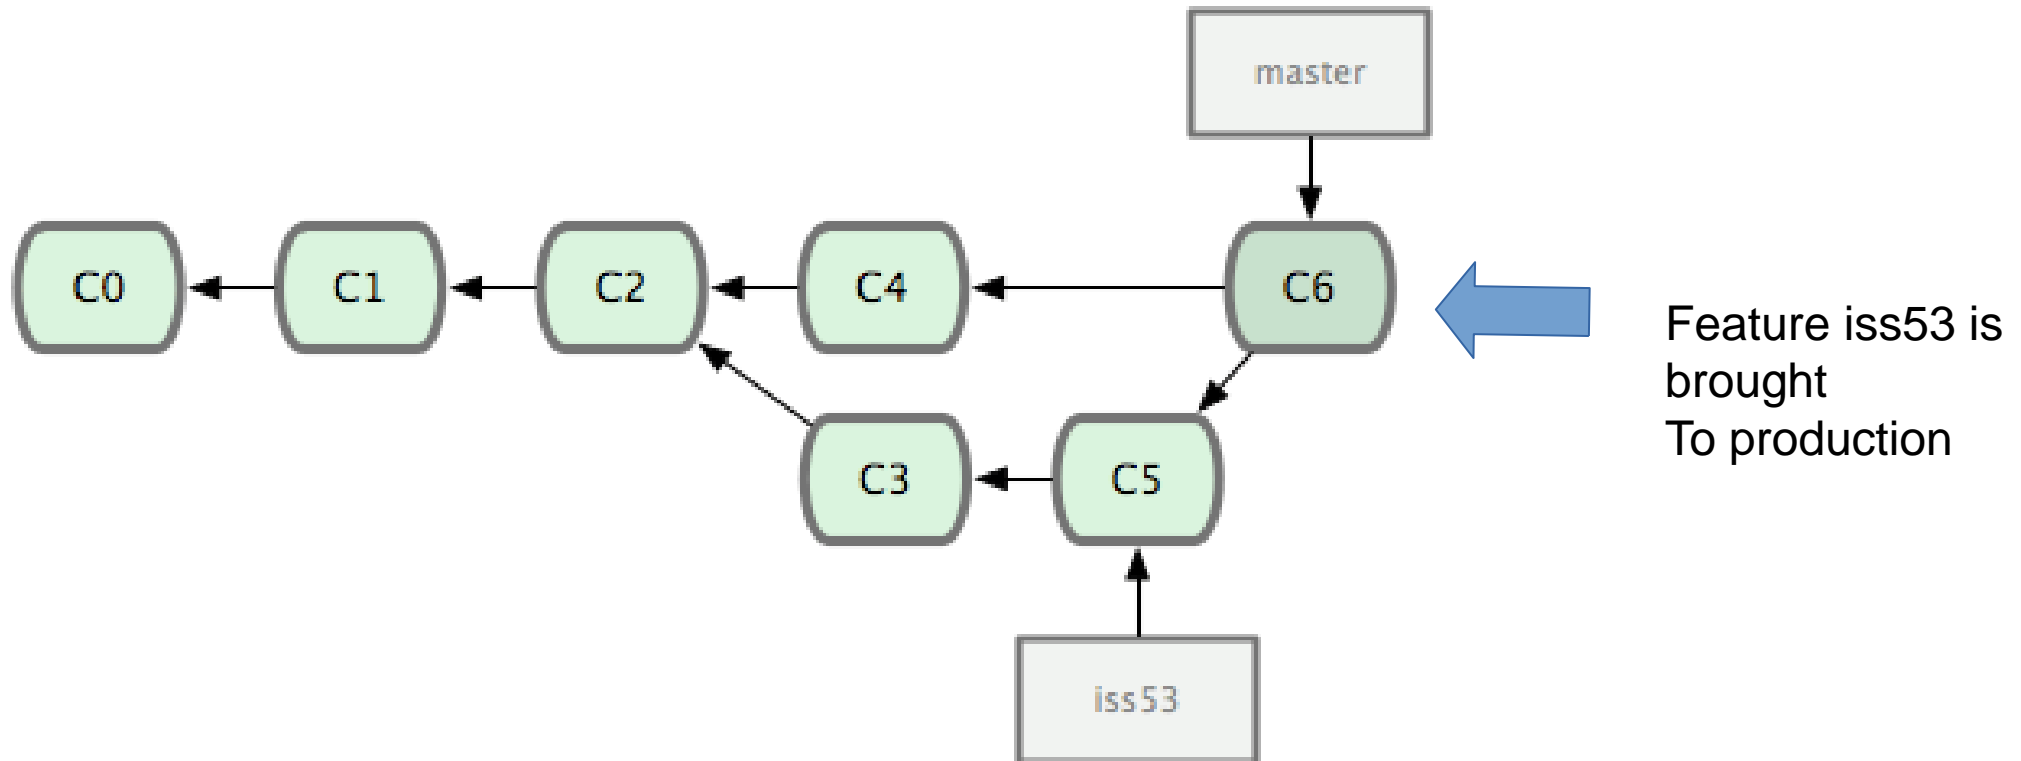 master
C0
C1
C2
C4
C6
Feature iss53 is
brought
To production
C3
C5
iss53